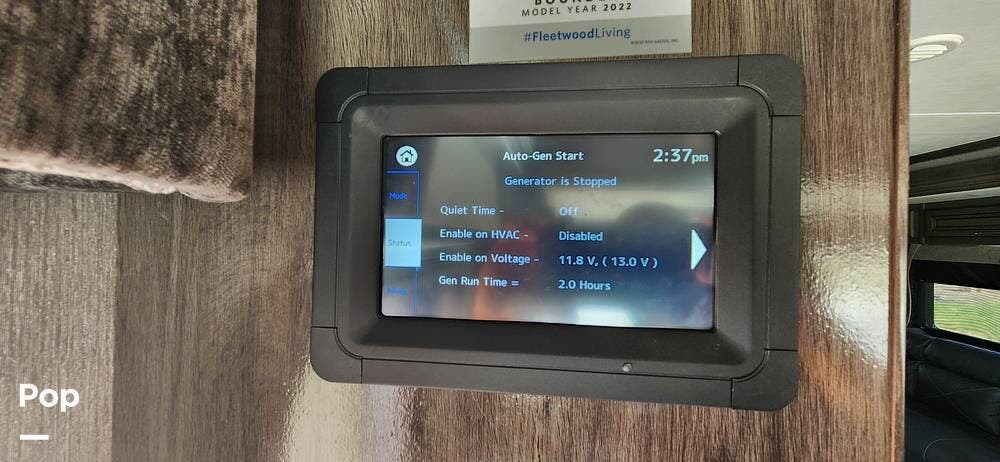 MODEL YEAR 2022
#FleetwoodLiving
Auto-Gen Start
2:37pm
Generator is Stopped
Mode
Status
Quiet Time - Off
Enable on HVAC - Disabled
Enable on Voltage - 11.8 V, ( 13.0 V )
Gen Run Time = 2.0 Hours
Pop